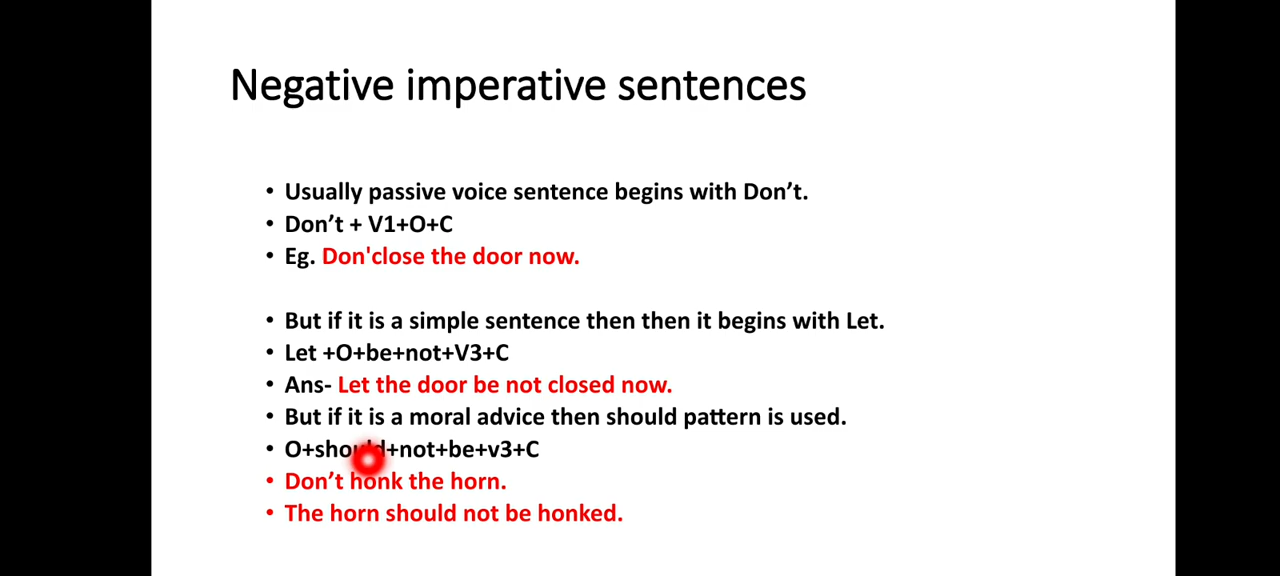 Negative imperative sentences
• Usually passive voice sentence begins with Don’t.
• Don’t + V1+O+C
• Eg. Don'close the door now.
• But if it is a simple sentence then then it begins with Let.
• Let +O+be+not+V3+C
• Ans- Let the door be not closed now.
• But if it is a moral advice then should pattern is used.
• O+should+not+be+v3+C
• Don’t honk the horn.
• The horn should not be honked.